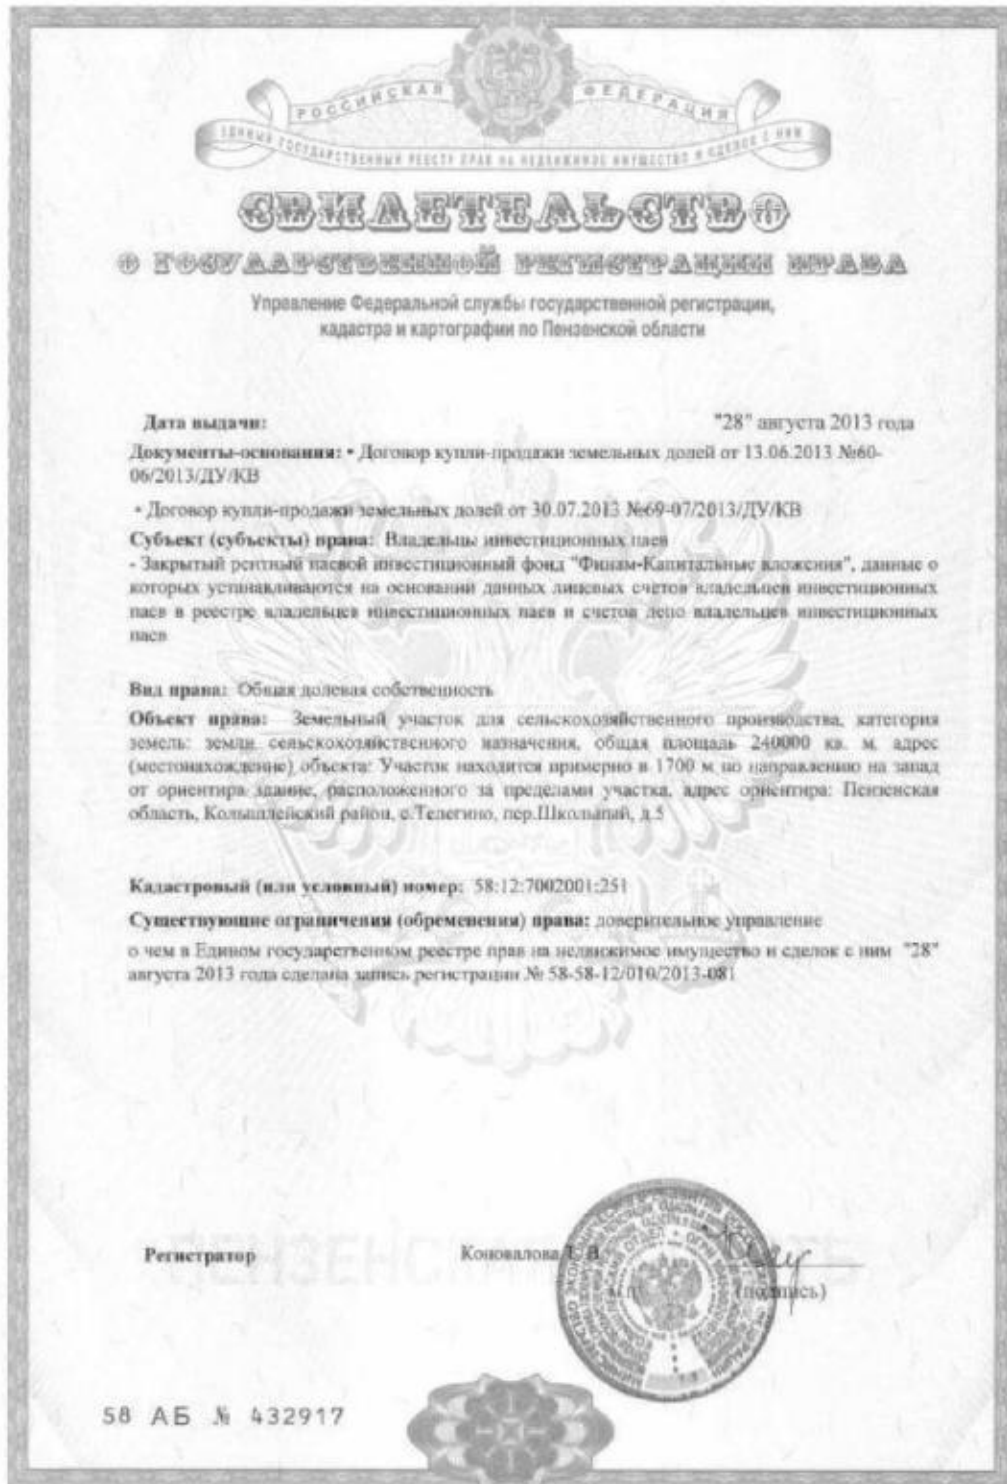 РОССИЙСКАЯ ФЕДЕРАЦИЯ
ЕДИНЫЙ ГОСУДАРСТВЕННЫЙ РЕЕСТР ПРАВ НА НЕДВИЖИМОЕ ИМУЩЕСТВО И СДЕЛОК С НИМ
СВИДЕТЕЛЬСТВО
О ГОСУДАРСТВЕННОЙ РЕГИСТРАЦИИ ПРАВА
Управление Федеральной службы государственной регистрации,
кадастра и картографии по Пензенской области
Дата выдачи: "28" августа 2013 года
Документы-основания: • Договор купли-продажи земельных долей от 13.06.2013 №60-
06/2013/ДУ/КВ
• Договор купли-продажи земельных долей от 30.07.2013 №69-07/2013/ДУ/КВ
Субъект (субъекты) права: Владельцы инвестиционных паев
- Закрытый рентный паевой инвестиционный фонд "Финам-Капитальные вложения", данные о
которых устанавливаются на основании данных лицевых счетов владельцев инвестиционных
паев в реестре владельцев инвестиционных паев и счетов депо владельцев инвестиционных
паев
Вид права: Общая долевая собственность
Объект права: Земельный участок для сельскохозяйственного производства, категория
земель: земли сельскохозяйственного назначения, общая площадь 240000 кв. м, адрес
(местонахождение) объекта: Участок находится примерно в 1700 м по направлению на запад
от ориентира здание, расположенного за пределами участка, адрес ориентира: Пензенская
область, Колышлейский район, с.Телегино, пер.Школьный, д.5
Кадастровый (или условный) номер: 58:12:7002001:251
Существующие ограничения (обременения) права: доверительное управление
о чем в Едином государственном реестре прав на недвижимое имущество и сделок с ним "28"
августа 2013 года сделана запись регистрации № 58-58-12/010/2013-081
Регистратор Коновалова
(подпись)
58 АБ № 432917